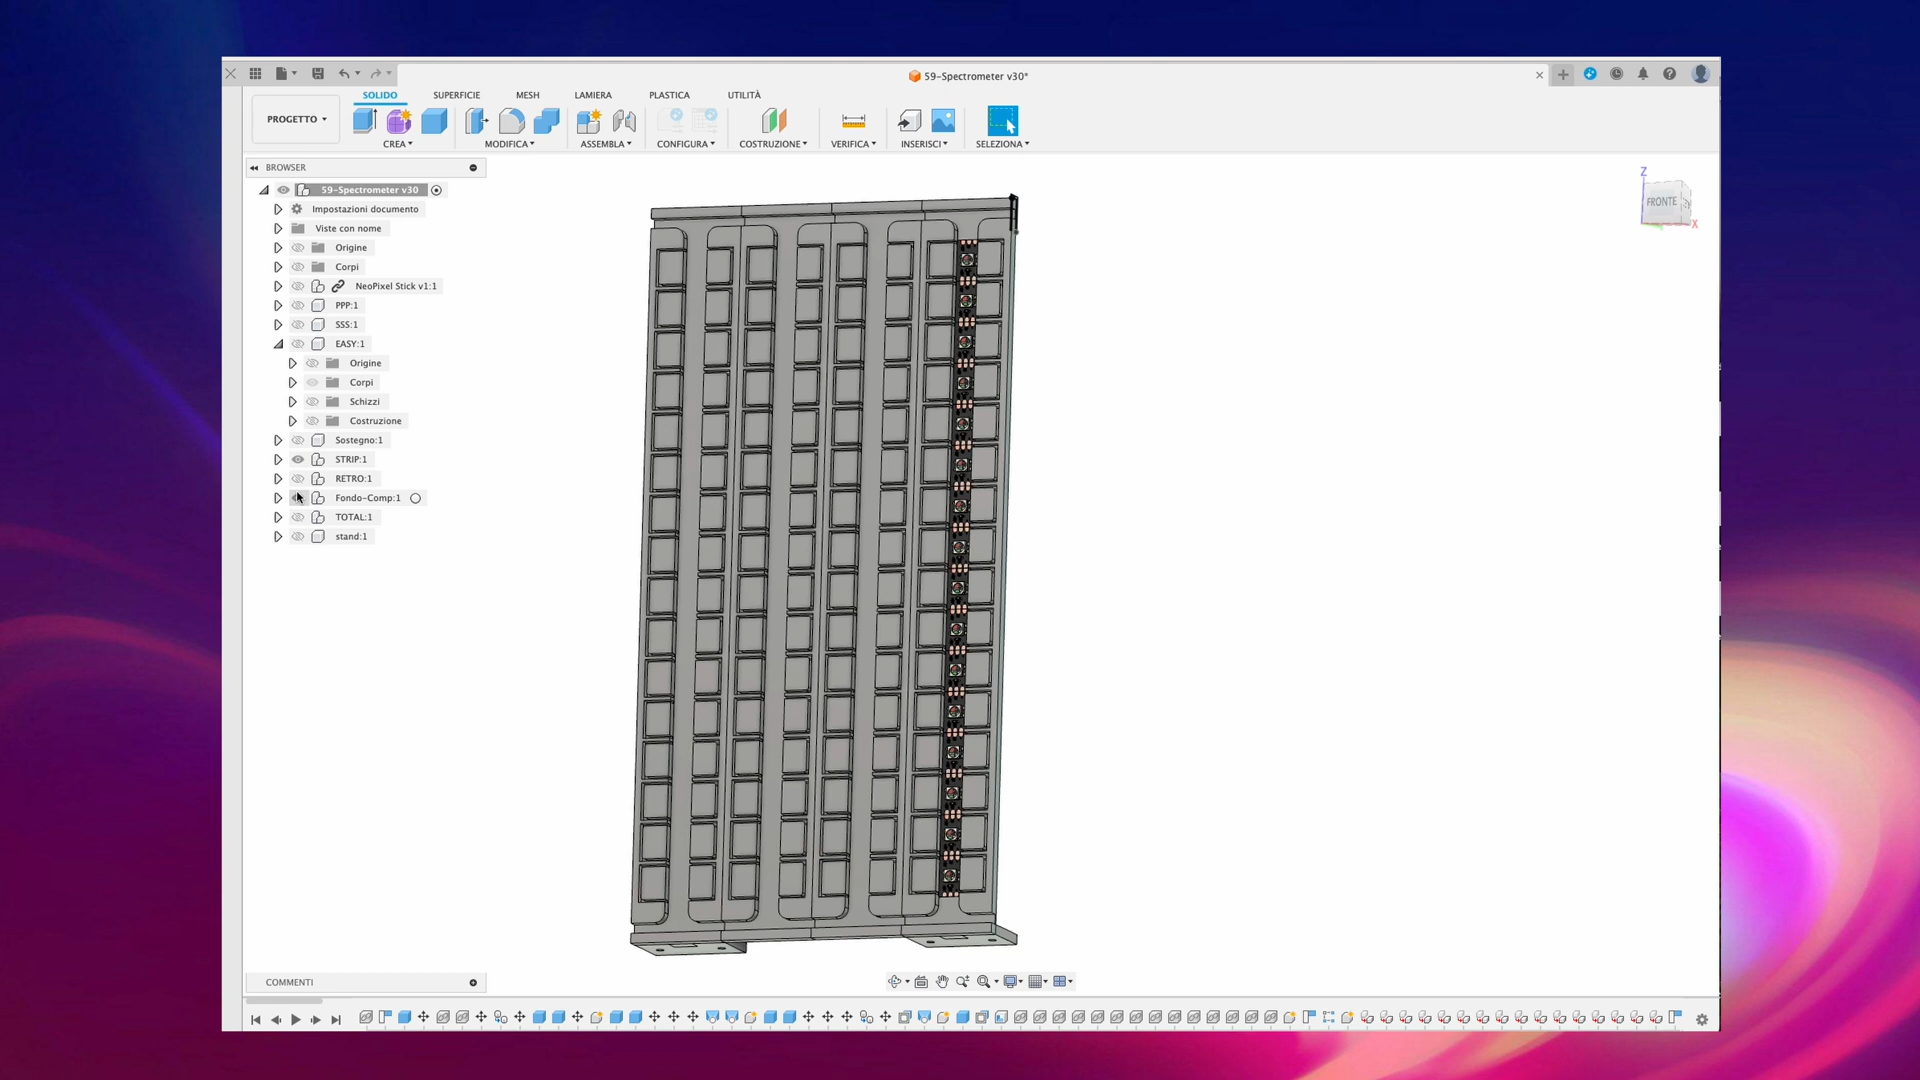 59-Spectrometer v30*
PROGETTO
SOLIDO SUPERFICIE MESH LAMIERA PLASTICA UTILITÀ
CREA MODIFICA ASSEMBLA CONFIGURA COSTRUZIONE VERIFICA INSERISCI SELEZIONA
BROWSER
59-Spectrometer v30
Impostazioni documento
Viste con nome
Origine
Corpi
NeoPixel Stick v1:1
PPP:1
SSS:1
EASY:1
Origine
Corpi
Schizzi
Costruzione
Sostegno:1
STRIP:1
RETRO:1
Fondo-Comp:1
TOTAL:1
stand:1
Z
FRONTE
X
COMMENTI